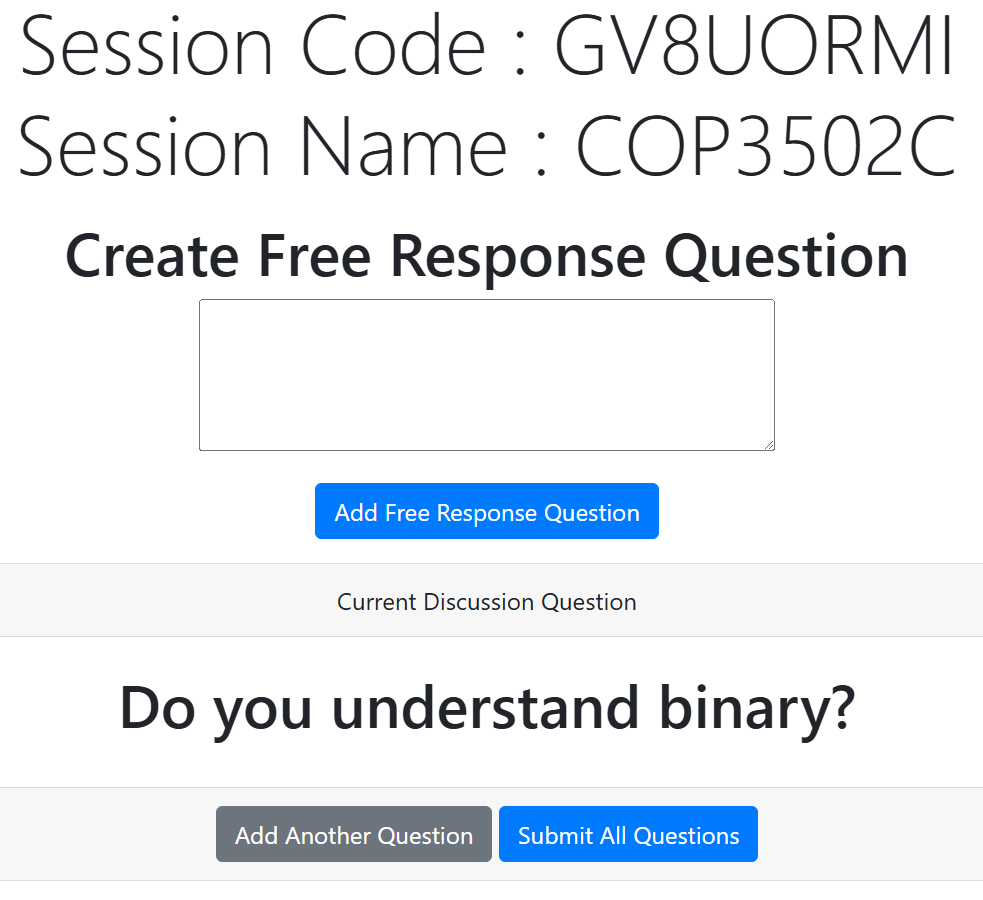 Session Code : GV8UORMI
Session Name : COP3502C
Create Free Response Question
Add Free Response Question
Current Discussion Question
Do you understand binary?
Add Another Question Submit All Questions